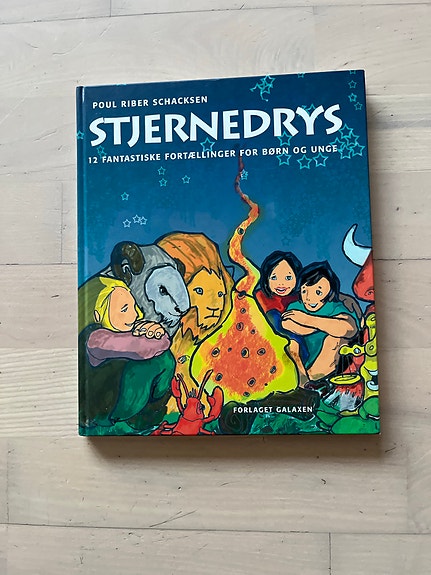 POUL RIBER SCHACKSEN
STJERNEDRYS
12 FANTASTISKE FORTÆLLINGER FOR BØRN OG UNGE
FORLAGET GALAXEN